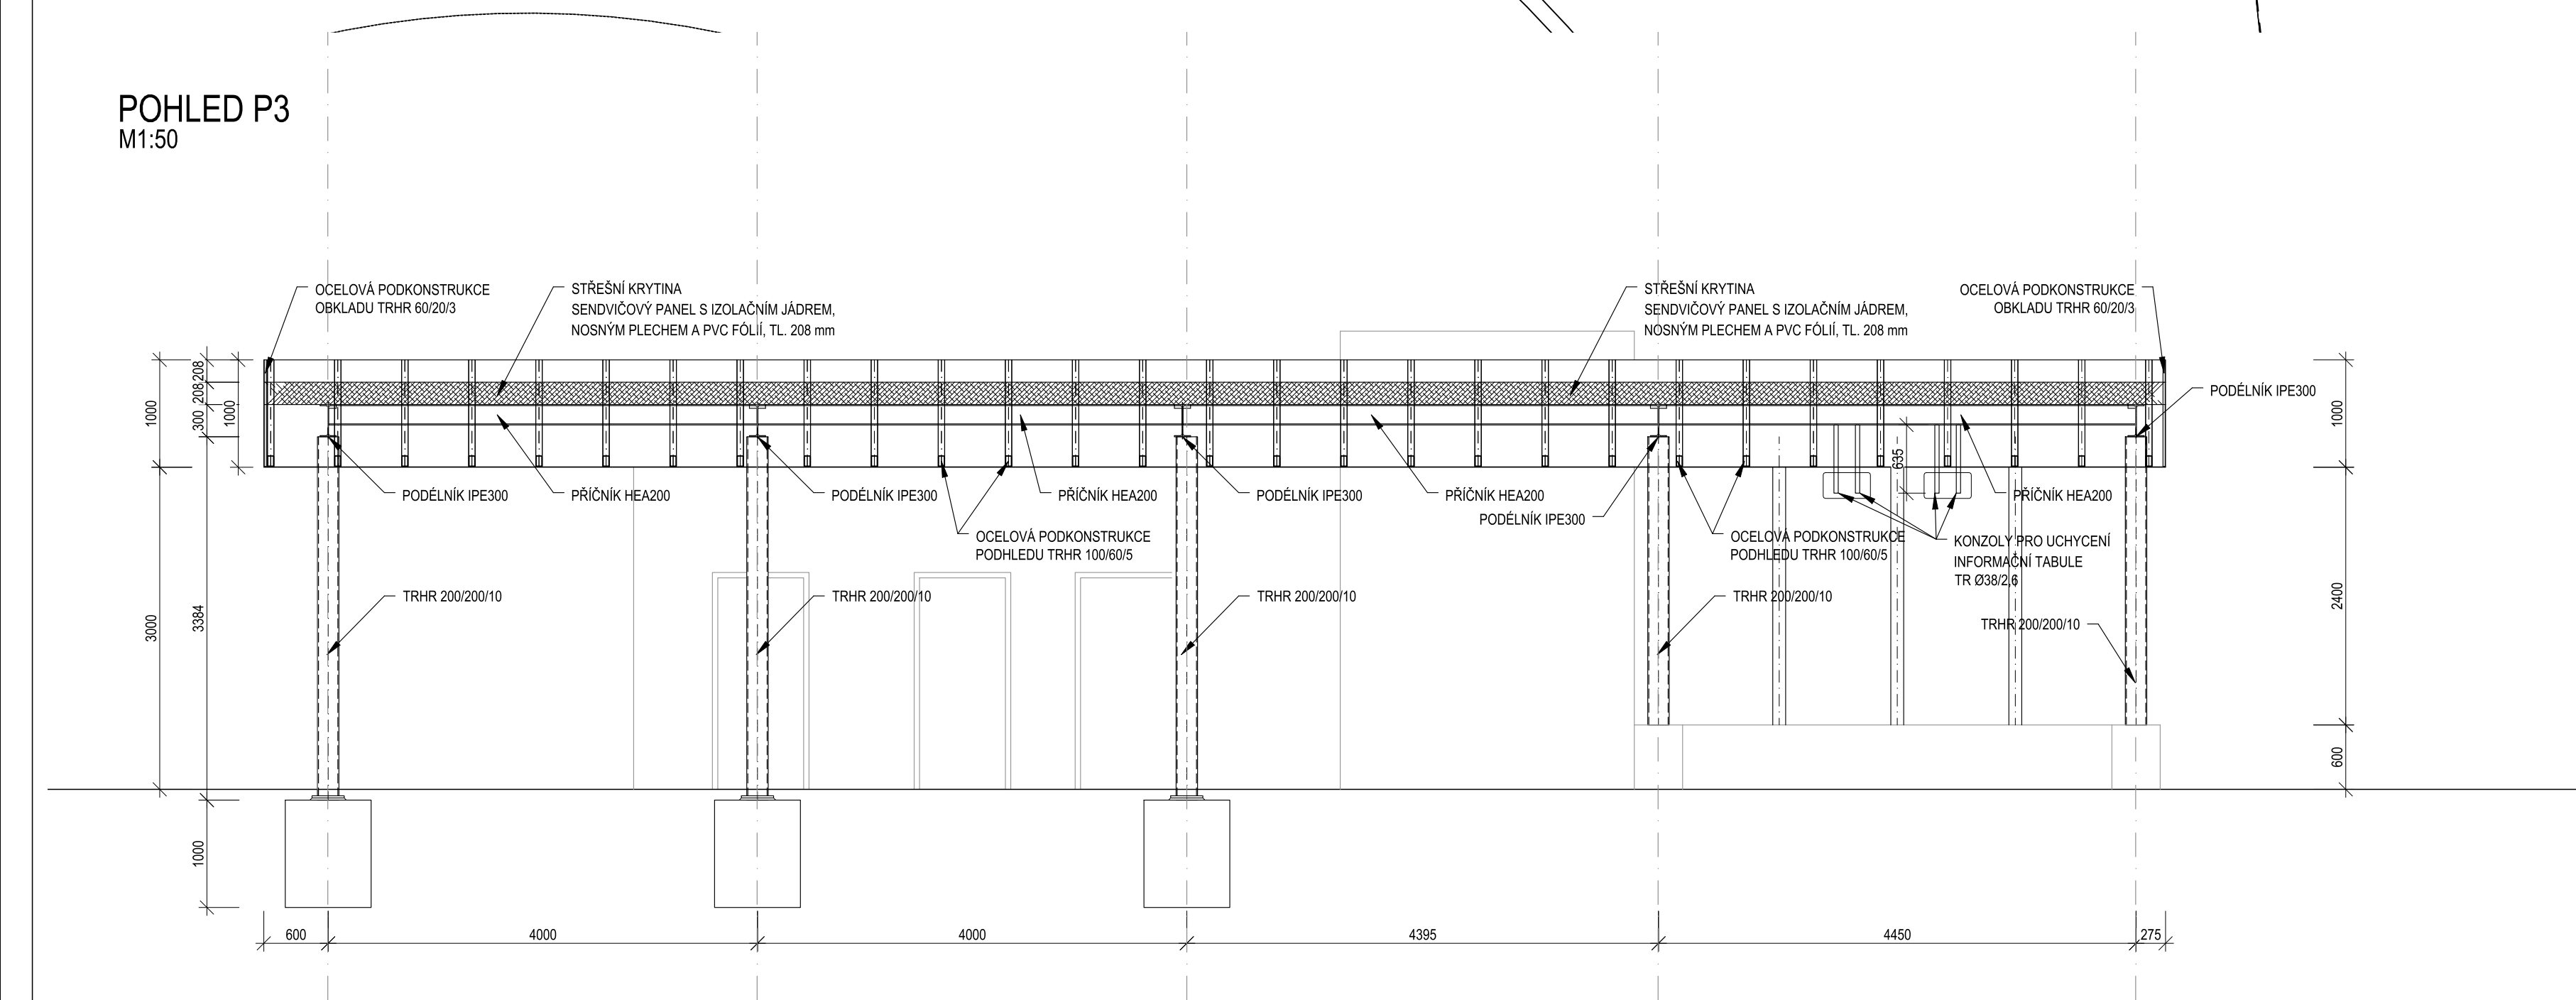 POHLED P3
M1:50
OCELOVÁ PODKONSTRUKCE
OBKLADU TRHR 60/20/3
STŘEŠNÍ KRYTINA
SENDVIČOVÝ PANEL S IZOLAČNÍM JÁDREM,
NOSNÝM PLECHEM A PVC FÓLIÍ, TL. 208 mm
STŘEŠNÍ KRYTINA
SENDVIČOVÝ PANEL S IZOLAČNÍM JÁDREM,
NOSNÝM PLECHEM A PVC FÓLIÍ, TL. 208 mm
OCELOVÁ PODKONSTRUKCE
OBKLADU TRHR 60/20/3
PODÉLNÍK IPE300
1000
208
208
300
1000
1000
635
PODÉLNÍK IPE300
PŘÍČNÍK HEA200
PODÉLNÍK IPE300
PŘÍČNÍK HEA200
PODÉLNÍK IPE300
PŘÍČNÍK HEA200
PODÉLNÍK IPE300
PŘÍČNÍK HEA200
OCELOVÁ PODKONSTRUKCE
PODHLEDU TRHR 100/60/5
OCELOVÁ PODKONSTRUKCE
PODHLEDU TRHR 100/60/5
KONZOLY PRO UCHYCENÍ
INFORMAČNÍ TABULE
TR Ø38/2,6
TRHR 200/200/10
TRHR 200/200/10
TRHR 200/200/10
TRHR 200/200/10
TRHR 200/200/10
3000
3384
2400
600
1000
600
4000
4000
4395
4450
275